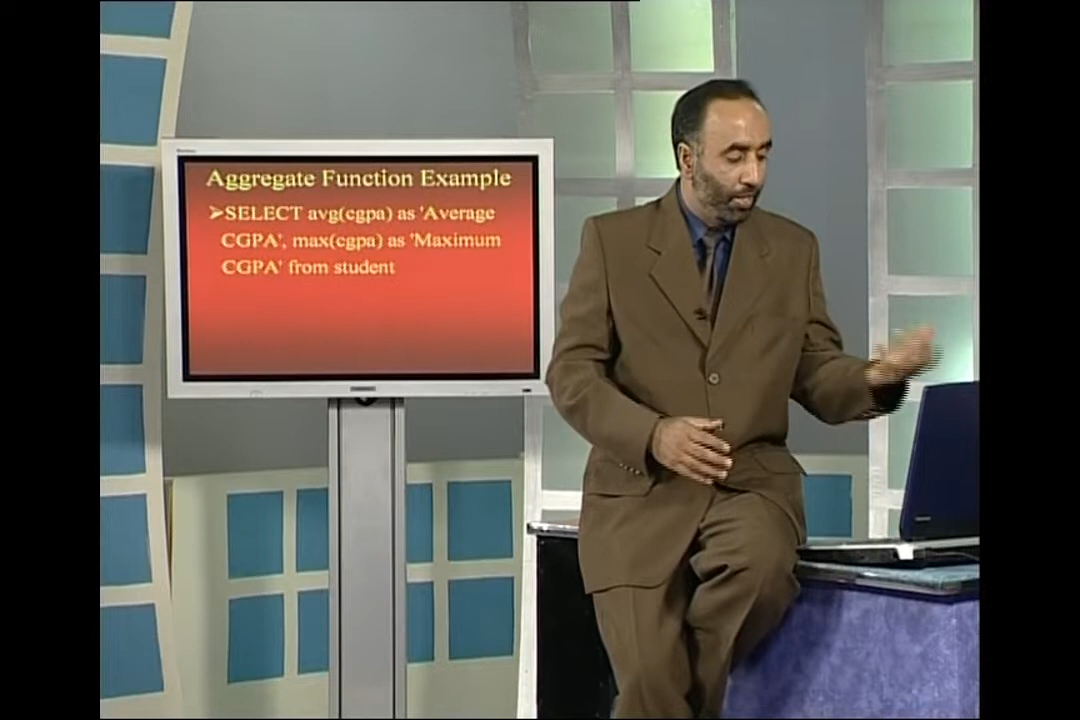 Aggregate Function Example
➢SELECT avg(cgpa) as 'Average
CGPA', max(cgpa) as 'Maximum
CGPA' from student